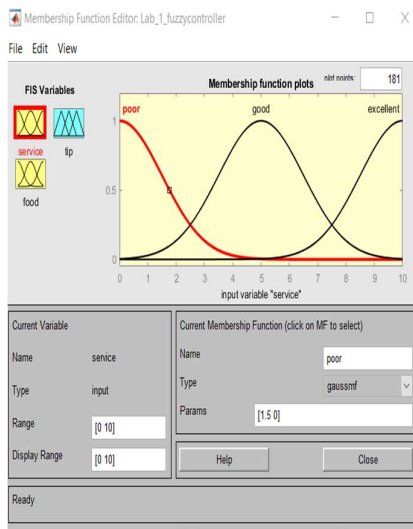 Membership Function Editor: Lab_1_fuzzycontroller
File Edit View
FIS Variables
service
tip
food
Membership function plots
plot points:
181
poor
good
excellent
1
0.5
0
0 1 2 3 4 5 6 7 8 9 10
input variable "service"
Current Variable
Name service
Type input
Range [0 10]
Display Range [0 10]
Current Membership Function (click on MF to select)
Name poor
Type gaussmf
Params [1.5 0]
Help
Close
Ready